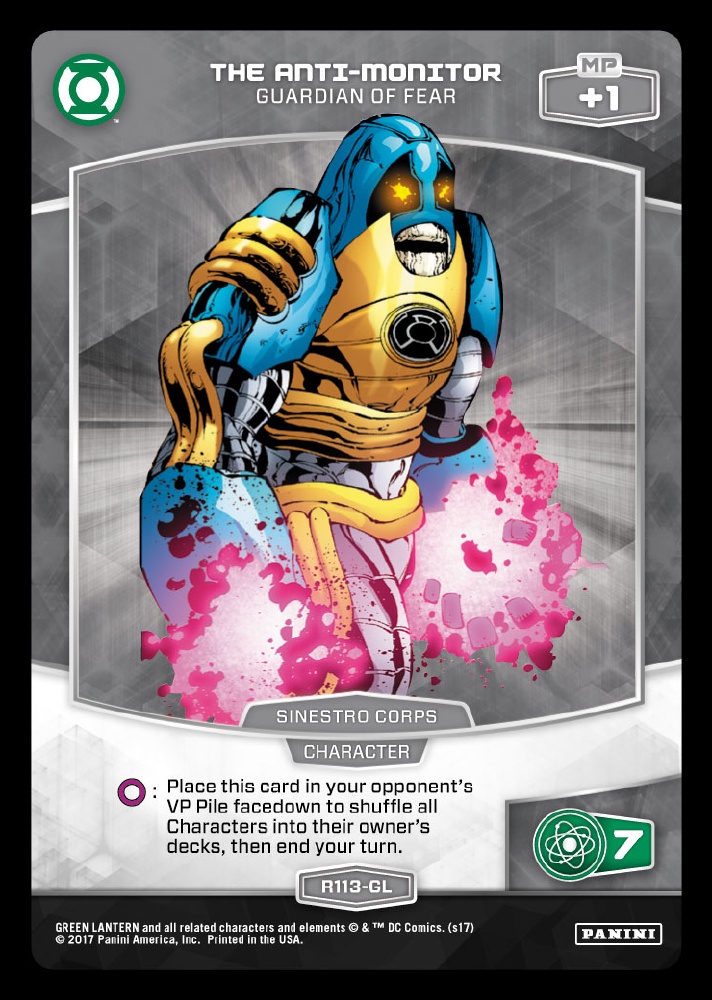 THE ANTI-MONITOR
GUARDIAN OF FEAR
MP
+1
SINESTRO CORPS
CHARACTER
: Place this card in your opponent's
VP Pile facedown to shuffle all
Characters into their owner's
decks, then end your turn.
7
R113-GL
GREEN LANTERN and all related characters and elements © & ™ DC Comics. (s17)
© 2017 Panini America, Inc. Printed in the USA.
PANINI